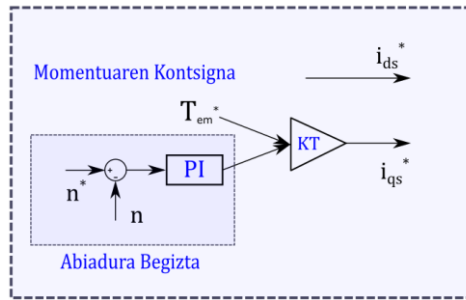 Momentuaren Kontsigna
i_ds*
T_em*
KT
i_qs*
+
-
PI
n*
n
Abiadura Begizta